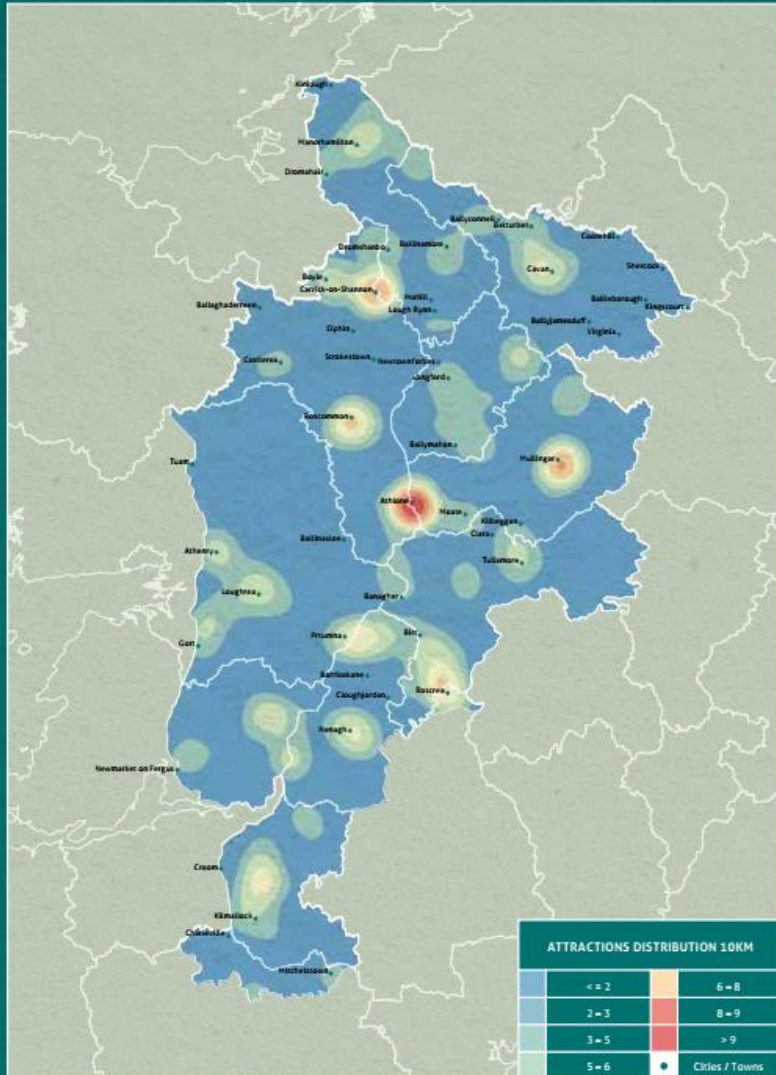 Kinlough
Manorhamilton
Dromahair
Ballyconnell
Belturbet
Cootehill
Drumshanbo
Ballinamore
Shercock
Cavan
Boyle
Carrick-on-Shannon
Mohill
Bailieborough
Kingscourt
Ballaghaderreen
Lough Rynn
Ballyjamesduff
Virginia
Elphin
Strokestown
Newtownforbes
Castlerea
Longford
Roscommon
Ballymahon
Tuam
Mullingar
Athlone
Moate
Kilbeggan
Clara
Ballinasloe
Athenry
Tullamore
Loughrea
Banagher
Portumna
Birr
Gort
Borrisokane
Cloughjordan
Roscrea
Nenagh
Newmarket on Fergus
Croom
Kilmallock
Charleville
Mitchelstown
ATTRACTIONS DISTRIBUTION 10KM
< = 2
6 = 8
2 = 3
8 = 9
3 = 5
> 9
5 = 6
Cities / Towns